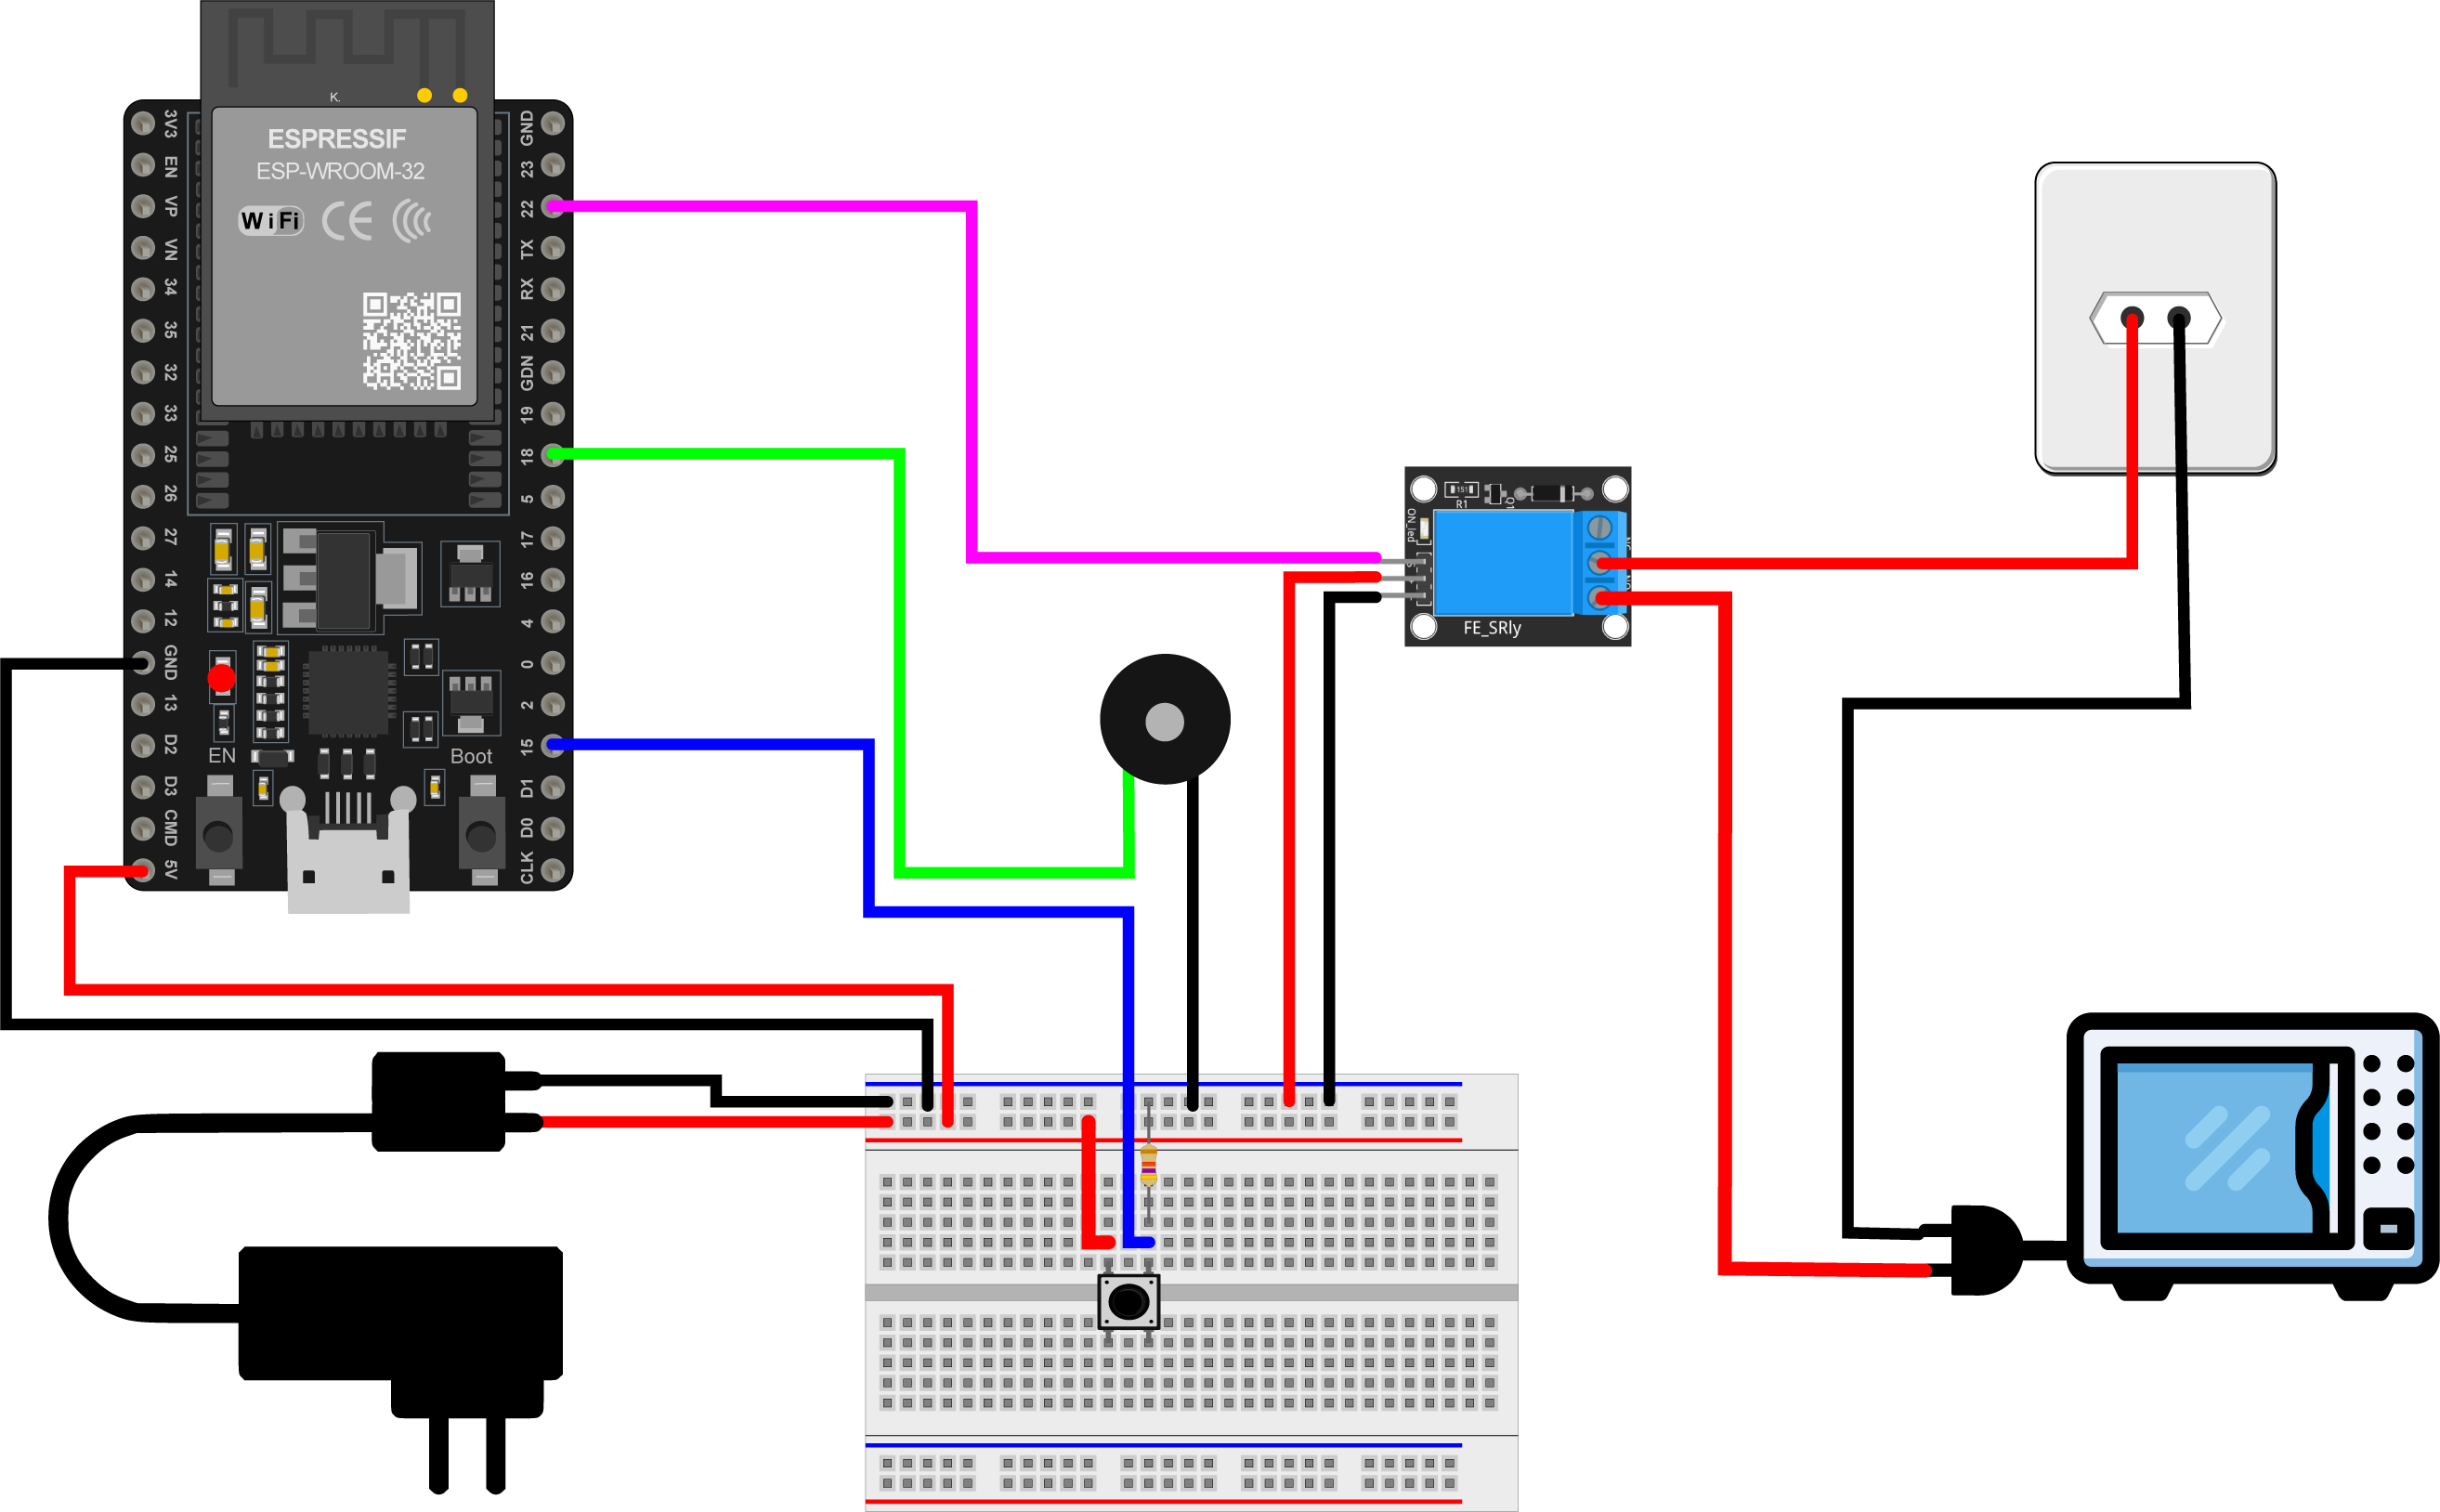 K.
ESPRESSIF
ESP-WROOM-32
WiFi
CE
3V3
EN
VP
VN
34
35
32
33
25
26
27
14
12
GND
13
D2
D3
CMD
5V
GND
23
22
TX
RX
21
GDN
19
18
5
17
16
4
0
2
15
D1
D0
CLK
EN
Boot
151
R1
Q1
ON_led
FE_SRly